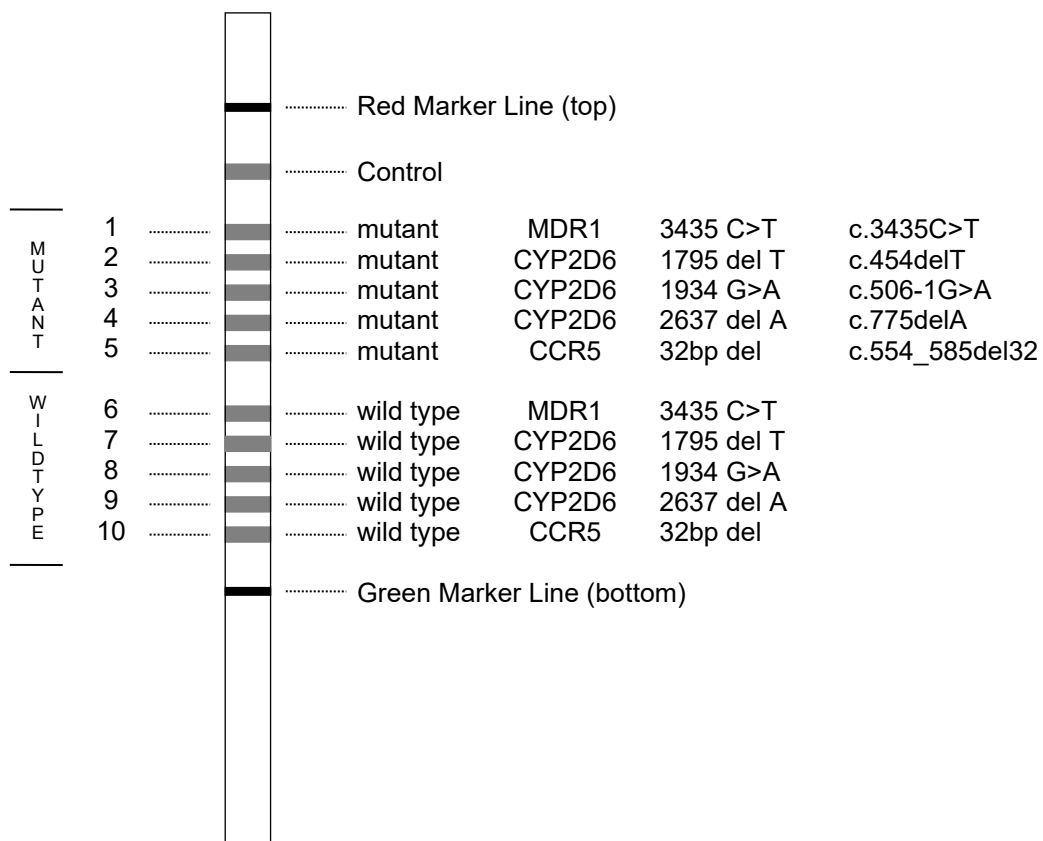 Red Marker Line (top)
Control
MUTANT
1 mutant MDR1 3435 C>T c.3435C>T
2 mutant CYP2D6 1795 del T c.454delT
3 mutant CYP2D6 1934 G>A c.506-1G>A
4 mutant CYP2D6 2637 del A c.775delA
5 mutant CCR5 32bp del c.554_585del32
WILDTYPE
6 wild type MDR1 3435 C>T
7 wild type CYP2D6 1795 del T
8 wild type CYP2D6 1934 G>A
9 wild type CYP2D6 2637 del A
10 wild type CCR5 32bp del
Green Marker Line (bottom)